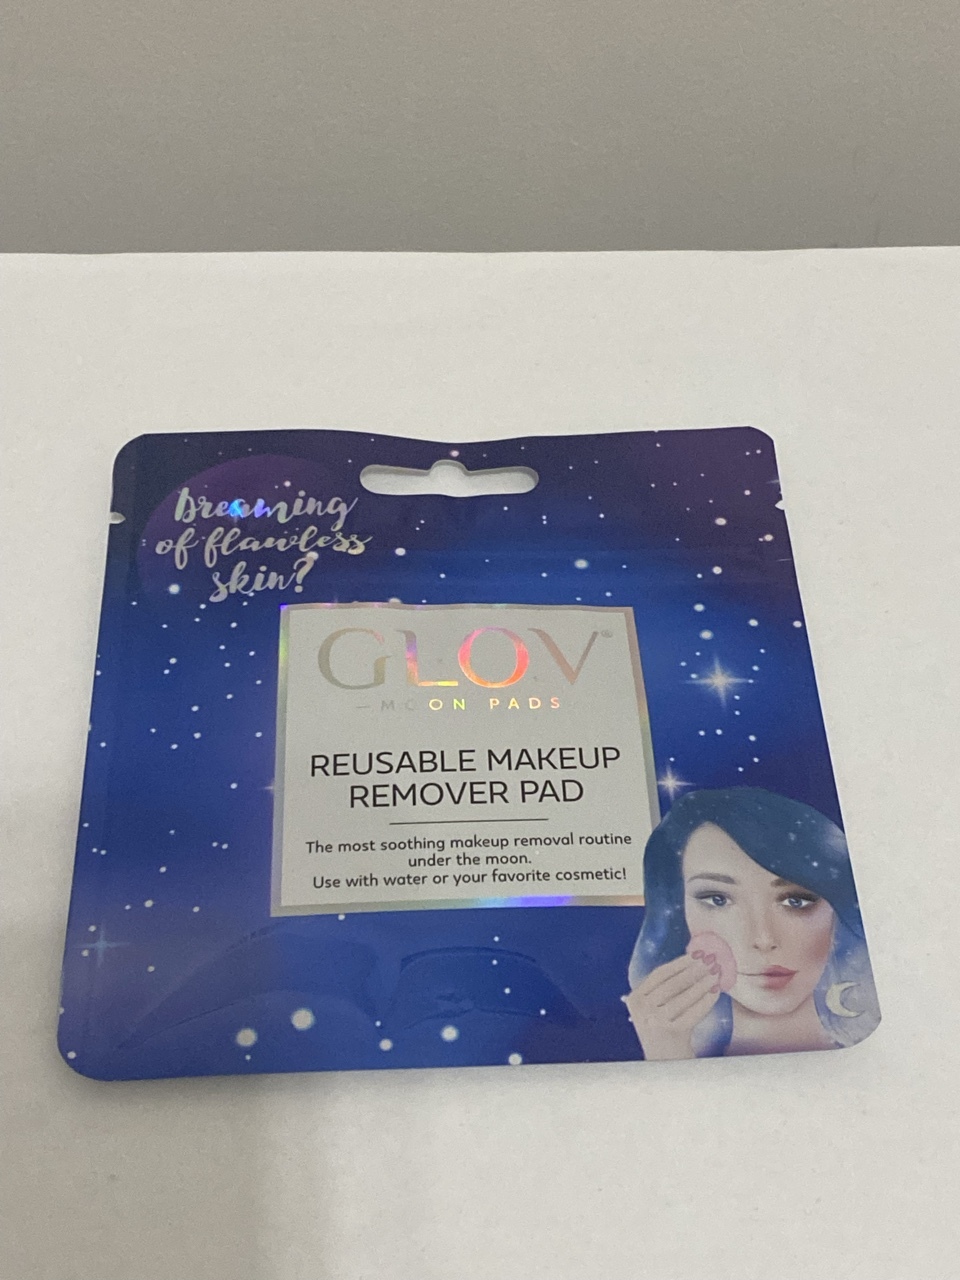 Dreaming
of flawless
skin?
GLOV®
— MOON PADS
REUSABLE MAKEUP
REMOVER PAD
The most soothing makeup removal routine
under the moon.
Use with water or your favorite cosmetic!